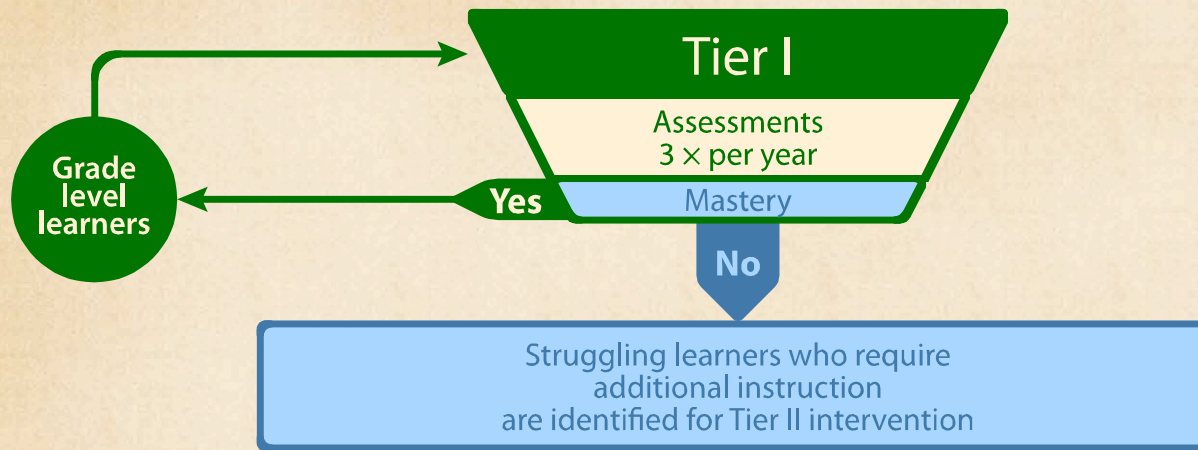 Tier I
Assessments
3 × per year
Grade
level
learners
Yes
Mastery
No
Struggling learners who require
additional instruction
are identified for Tier II intervention